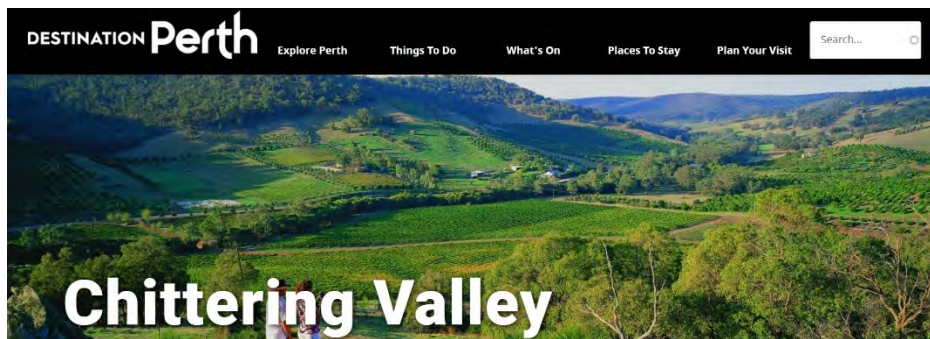 DESTINATION Perth
Explore Perth Things To Do What's On Places To Stay Plan Your Visit Search...
Chittering Valley